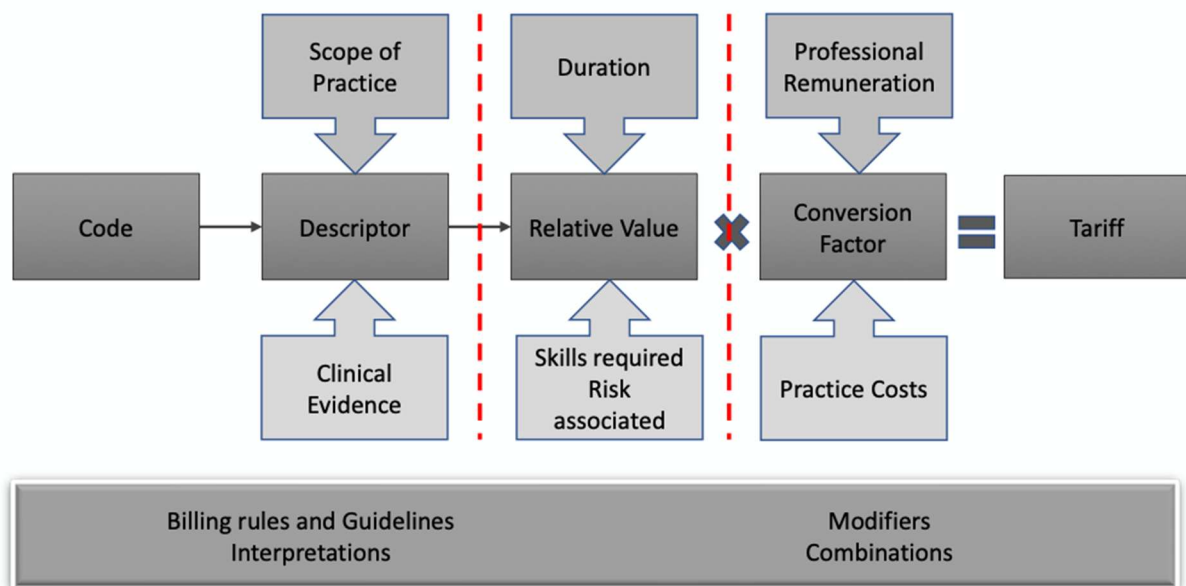 Scope of
Practice
Duration
Professional
Remuneration
Code
Descriptor
Relative Value
Conversion
Factor
Tariff
Clinical
Evidence
Skills required
Risk
associated
Practice Costs
Billing rules and Guidelines
Interpretations
Modifiers
Combinations